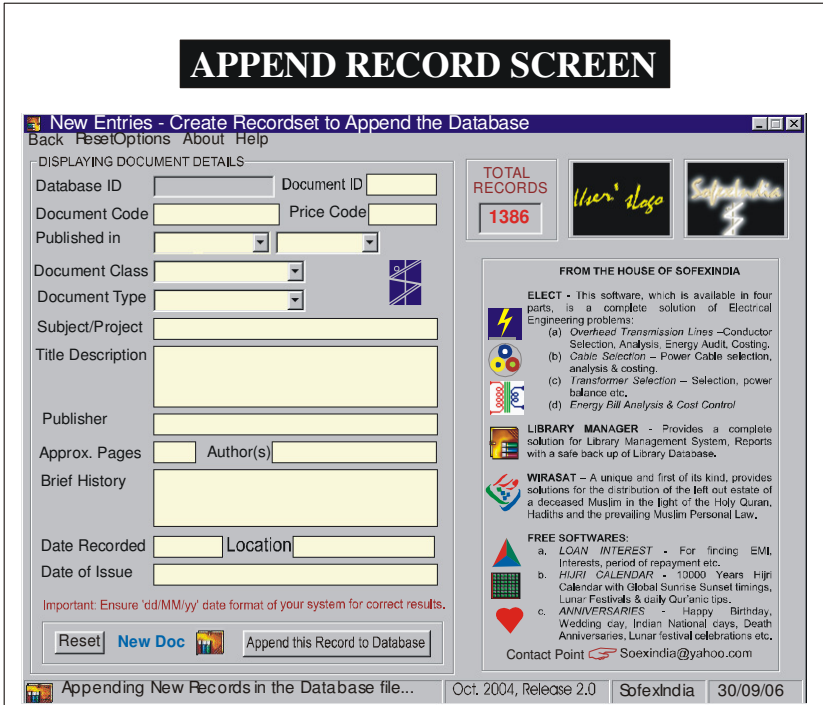 APPEND RECORD SCREEN
New Entries - Create Recordset to Append the Database
Back ResetOptions About Help
DISPLAYING DOCUMENT DETAILS
Database ID
Document ID
Document Code
Price Code
Published in
Document Class
Document Type
Subject/Project
Title Description
Publisher
Approx. Pages
Author(s)
Brief History
Date Recorded
Location
Date of Issue
Important: Ensure 'dd/MM/yy' date format of your system for correct results.
Reset
New Doc
Append this Record to Database
TOTAL
RECORDS
1386
User's logo
SofexIndia
FROM THE HOUSE OF SOFEXINDIA
ELECT - This software, which is available in four
parts, is a complete solution of Electrical
Engineering problems:
(a) Overhead Transmission Lines –Conductor
Selection, Analysis, Energy Audit, Costing.
(b) Cable Selection – Power Cable selection,
analysis & costing.
(c) Transformer Selection – Selection, power
balance etc.
(d) Energy Bill Analysis & Cost Control
LIBRARY MANAGER - Provides a complete
solution for Library Management System, Reports
with a safe back up of Library Database.
WIRASAT – A unique and first of its kind, provides
solutions for the distribution of the left out estate of
a deceased Muslim in the light of the Holy Quran,
Hadiths and the prevailing Muslim Personal Law.
FREE SOFTWARES:
a. LOAN INTEREST - For finding EMI,
Interests, period of repayment etc.
b. HIJRI CALENDAR - 10000 Years Hijri
Calendar with Global Sunrise Sunset timings,
Lunar Festivals & daily Qur'anic tips.
c. ANNIVERSARIES - Happy Birthday,
Wedding day, Indian National days, Death
Anniversaries, Lunar festival celebrations etc.
Contact Point Soexindia@yahoo.com
Appending New Records in the Database file...
Oct. 2004, Release 2.0
SofexIndia
30/09/06